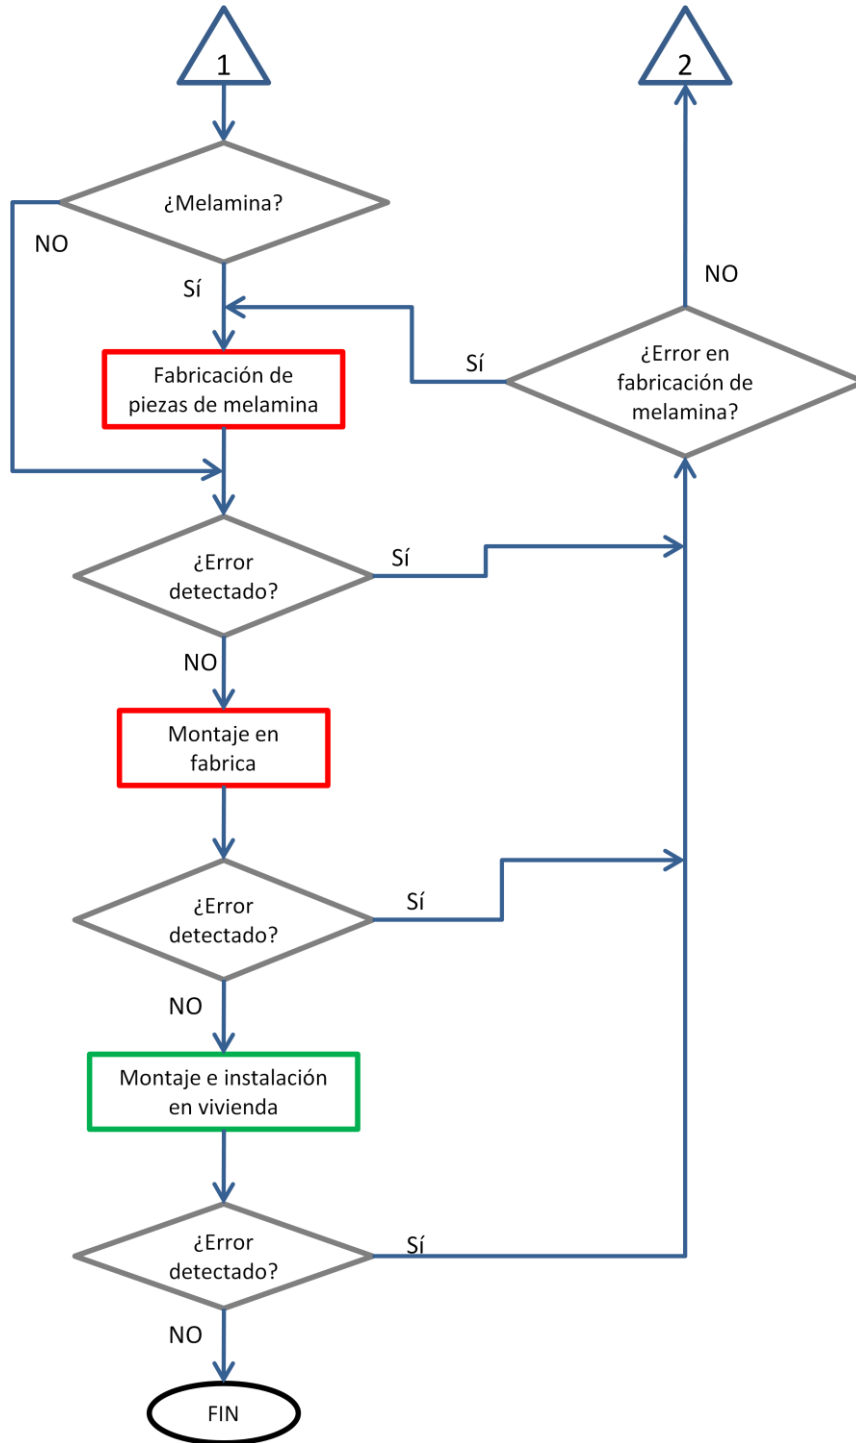 1
2
¿Melamina?
NO
Sí
NO
¿Error en
fabricación de
melamina?
Sí
Fabricación de
piezas de melamina
¿Error
detectado?
Sí
NO
Montaje en
fabrica
¿Error
detectado?
Sí
NO
Montaje e instalación
en vivienda
¿Error
detectado?
Sí
NO
FIN